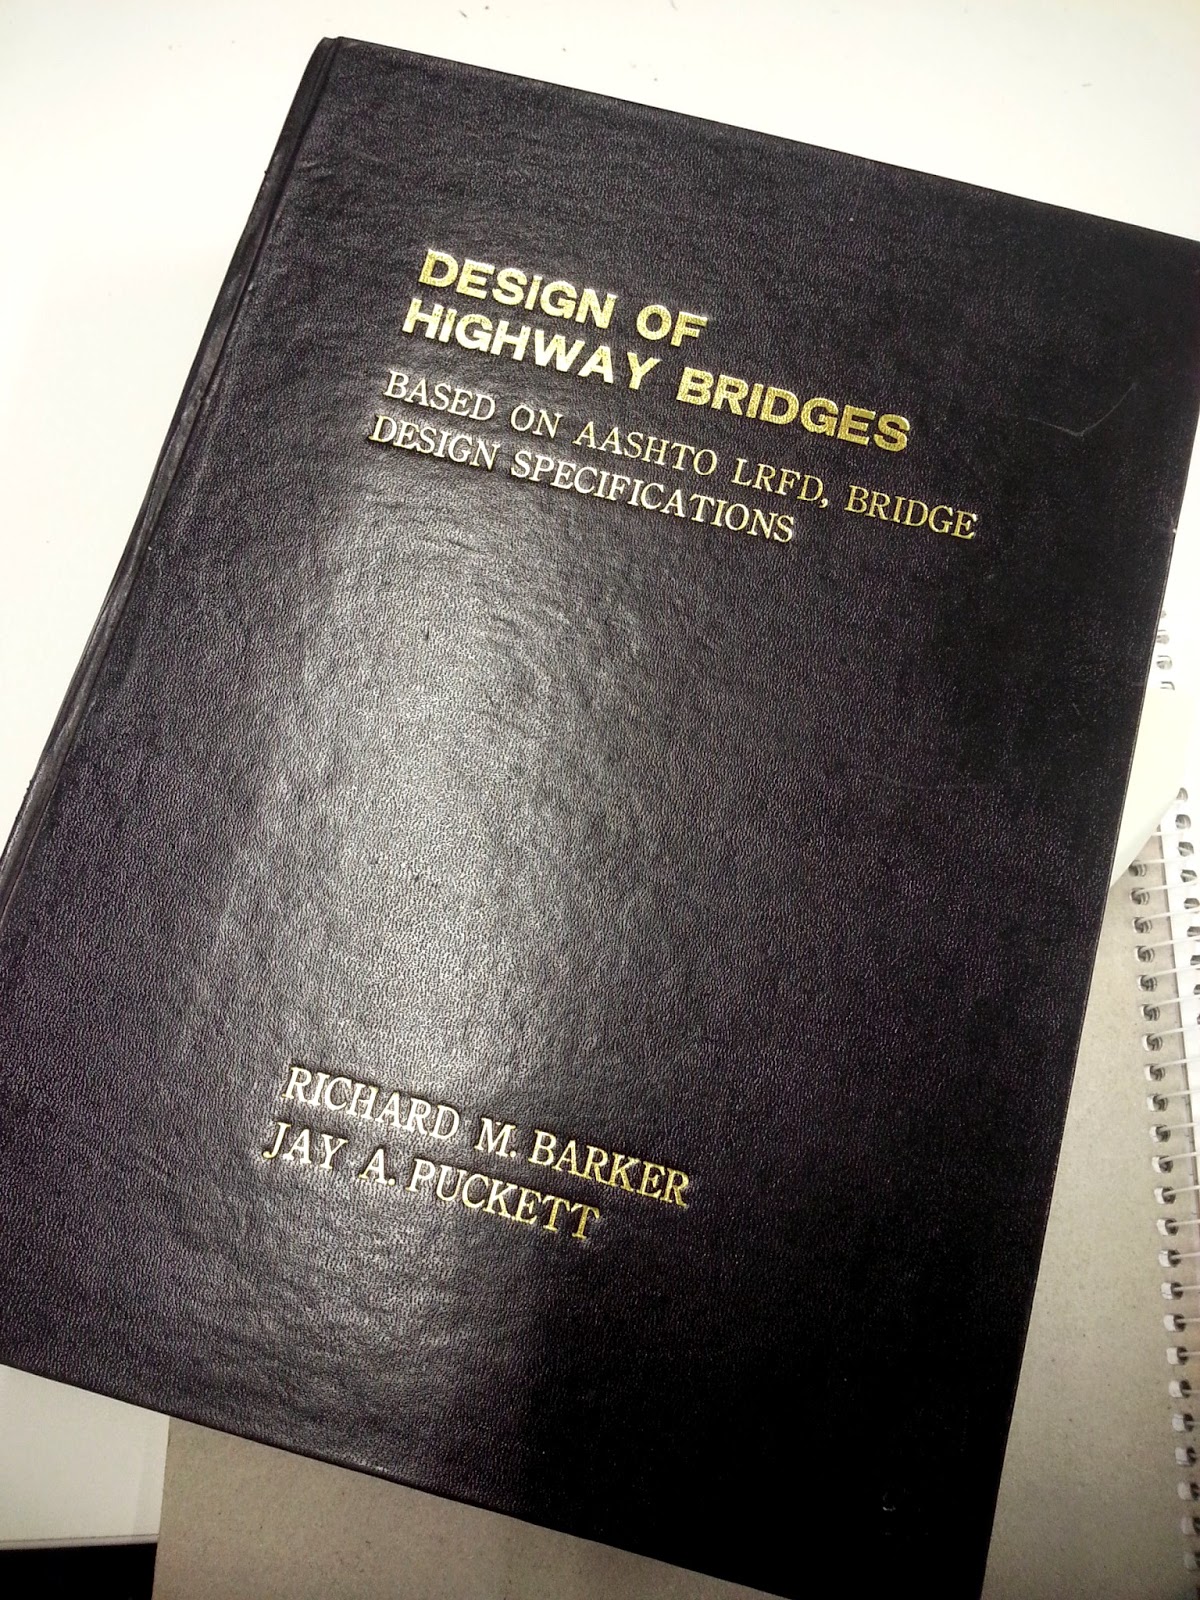 DESIGN OF
HIGHWAY BRIDGES
BASED ON AASHTO LRFD, BRIDGE
DESIGN SPECIFICATIONS
RICHARD M. BARKER
JAY A. PUCKETT